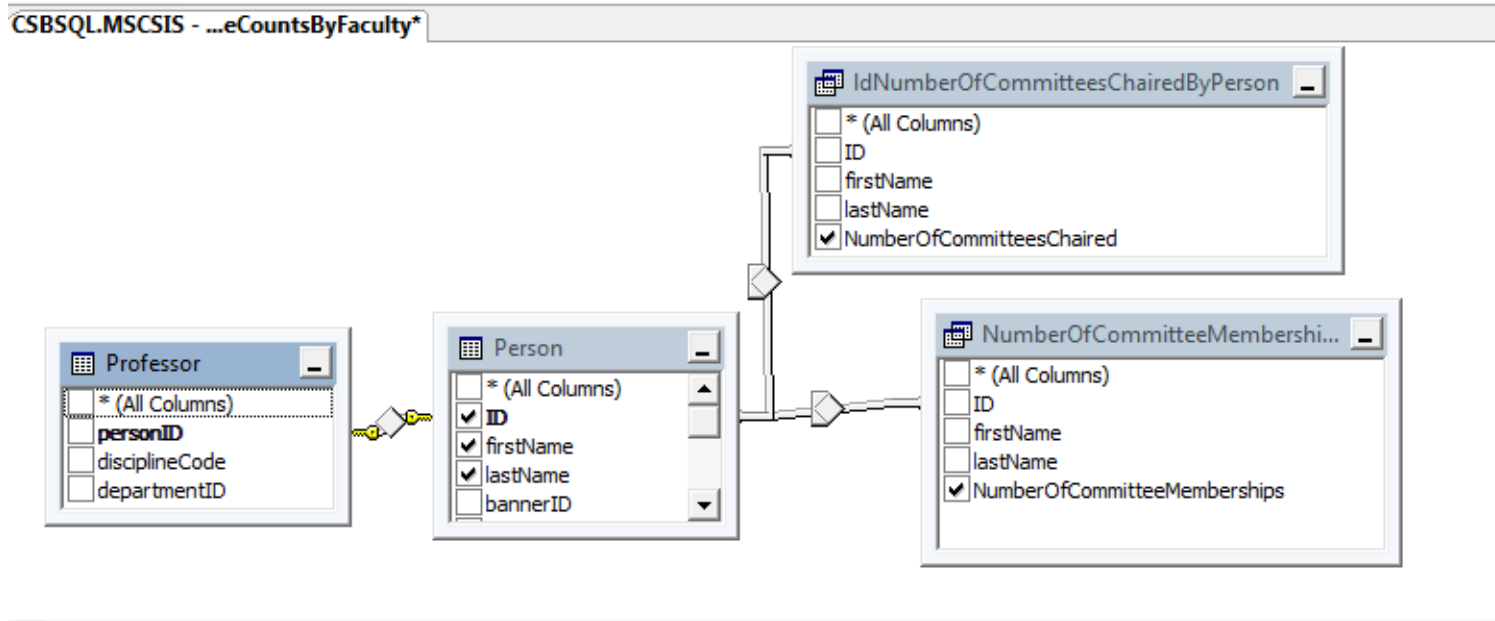 CSBSQL.MSCSIS - ...eCountsByFaculty*
IdNumberOfCommitteesChairedByPerson
* (All Columns)
ID
firstName
lastName
NumberOfCommitteesChaired
Professor
* (All Columns)
personID
disciplineCode
departmentID
Person
* (All Columns)
ID
firstName
lastName
bannerID
NumberOfCommitteeMembershi...
* (All Columns)
ID
firstName
lastName
NumberOfCommitteeMemberships